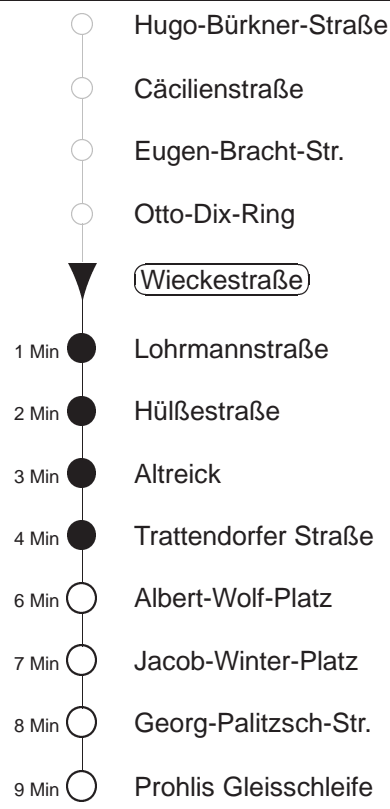 Hugo-Bürkner-Straße
Cäcilienstraße
Eugen-Bracht-Str.
Otto-Dix-Ring
Wieckestraße
1 Min Lohrmannstraße
2 Min Hülßestraße
3 Min Altreick
4 Min Trattendorfer Straße
6 Min Albert-Wolf-Platz
7 Min Jacob-Winter-Platz
8 Min Georg-Palitzsch-Str.
9 Min Prohlis Gleisschleife